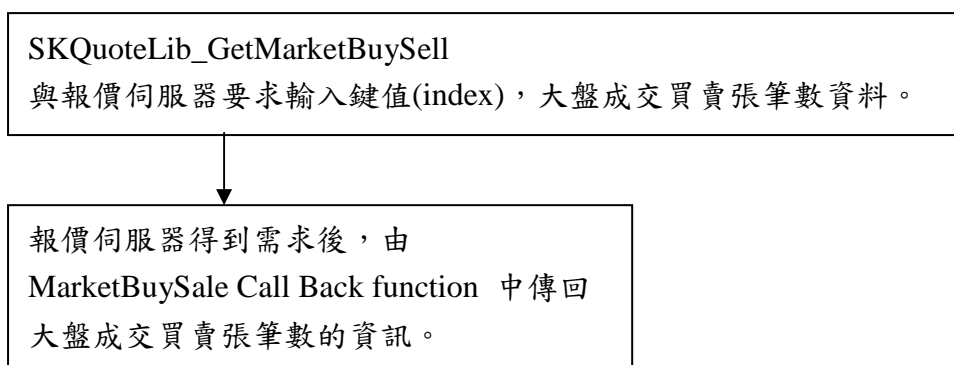 SKQuoteLib_GetMarketBuySell
與報價伺服器要求輸入鍵值(index)，大盤成交買賣張筆數資料。
報價伺服器得到需求後，由
MarketBuySale Call Back function 中傳回
大盤成交買賣張筆數的資訊。